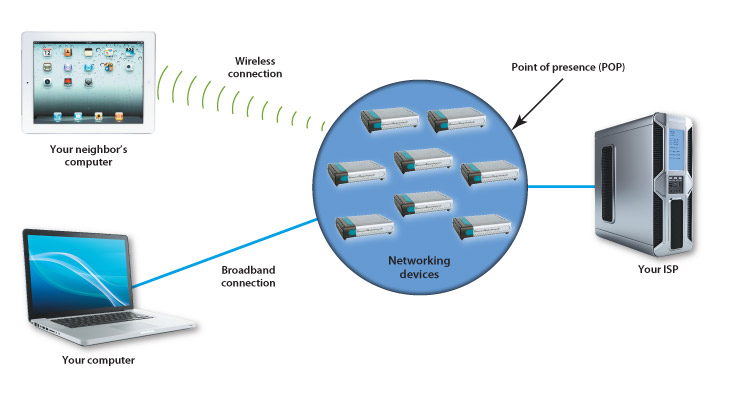 Wireless
connection
Point of presence (POP)
Your neighbor's
computer
Networking
devices
Your ISP
Broadband
connection
Your computer